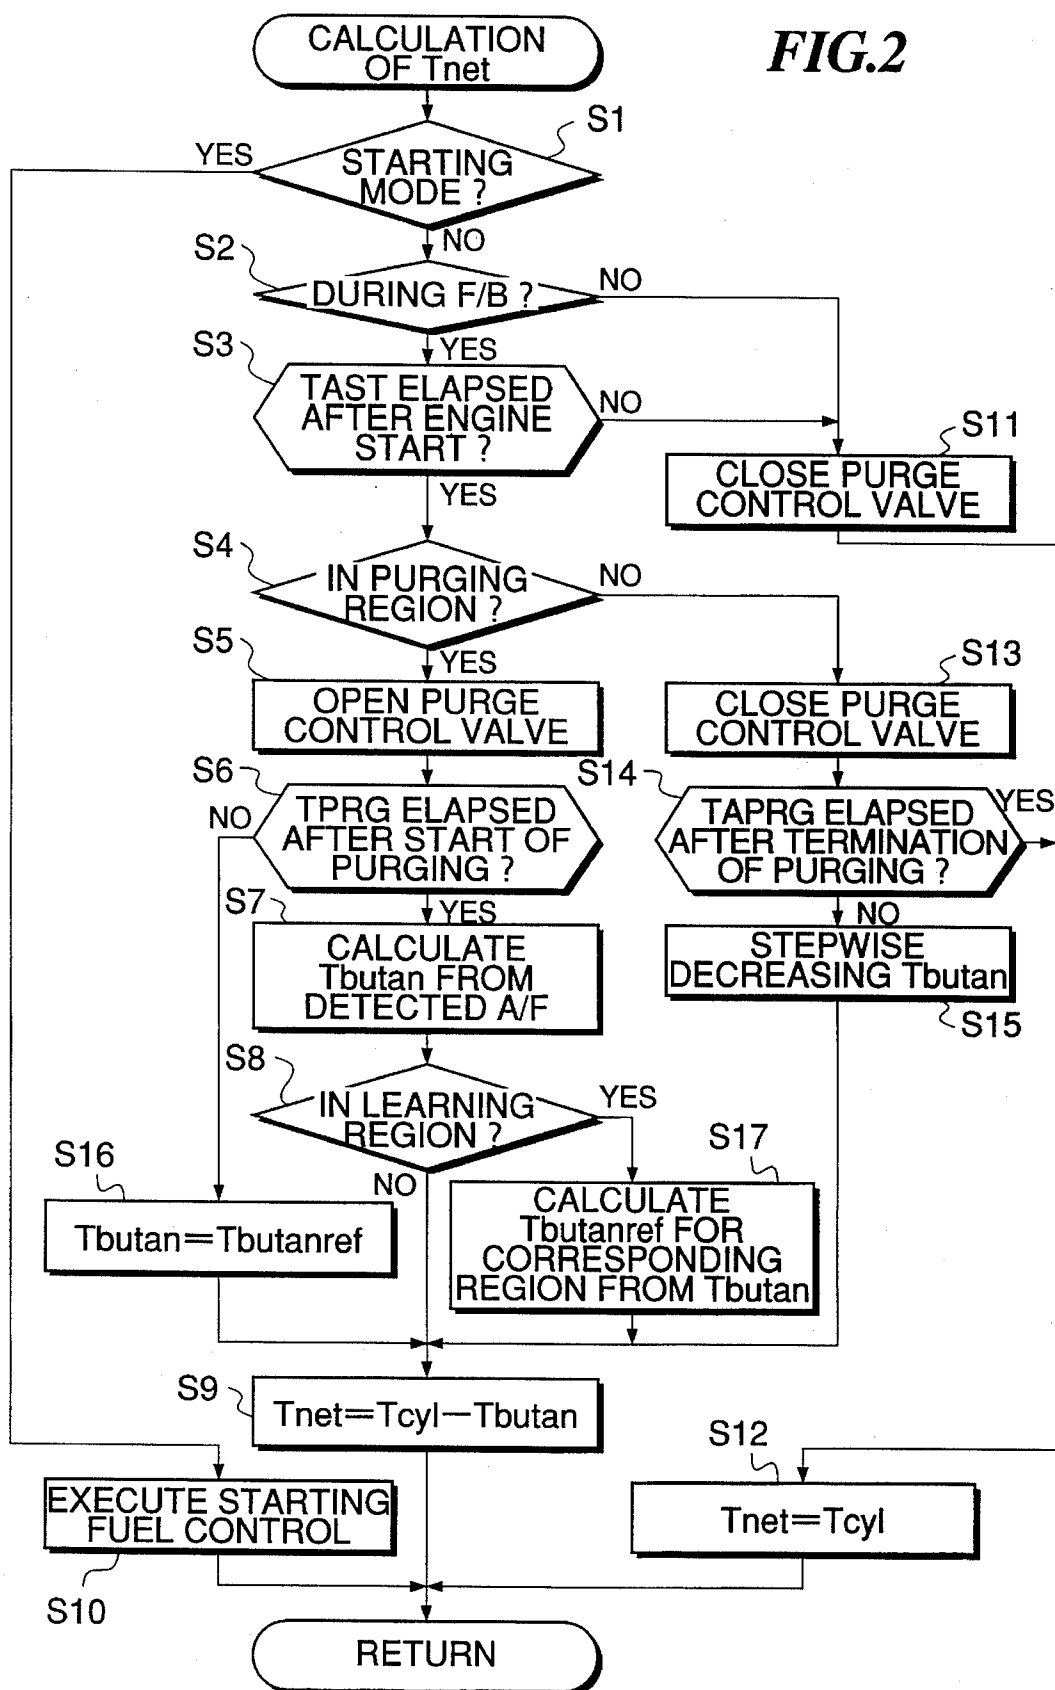 CALCULATION
OF Tnet
FIG.2
S1
YES
STARTING
MODE ?
NO
S2
DURING F/B ?
NO
YES
S3
TAST ELAPSED
AFTER ENGINE
START ?
NO
YES
S11
CLOSE PURGE
CONTROL VALVE
S4
IN PURGING
REGION ?
NO
YES
S5
OPEN PURGE
CONTROL VALVE
S13
CLOSE PURGE
CONTROL VALVE
S6
NO
TPRG ELAPSED
AFTER START OF
PURGING ?
YES
S14
TAPRG ELAPSED
AFTER TERMINATION
OF PURGING ?
YES
NO
S7
CALCULATE
Tbutan FROM
DETECTED A/F
STEPWISE
DECREASING Tbutan
S15
S8
IN LEARNING
REGION ?
YES
NO
S16
Tbutan=Tbutanref
S17
CALCULATE
Tbutanref FOR
CORRESPONDING
REGION FROM Tbutan
S9
Tnet=Tcyl−Tbutan
S12
Tnet=Tcyl
EXECUTE STARTING
FUEL CONTROL
S10
RETURN